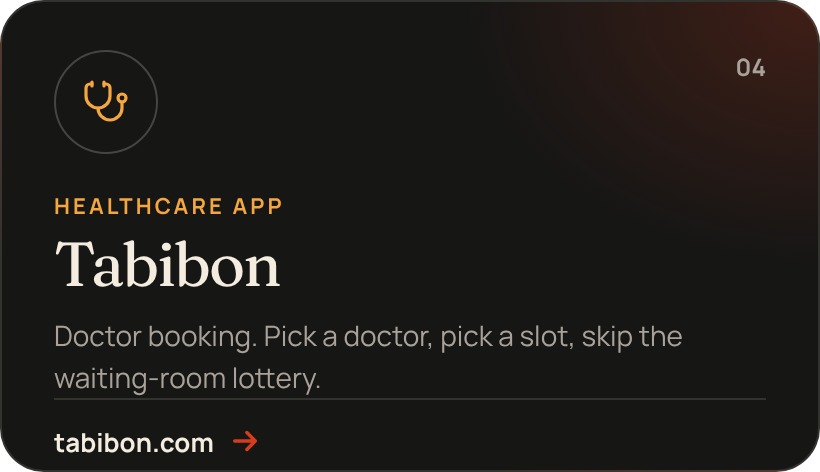 04
HEALTHCARE APP
Tabibon
Doctor booking. Pick a doctor, pick a slot, skip the
waiting-room lottery.
tabibon.com →